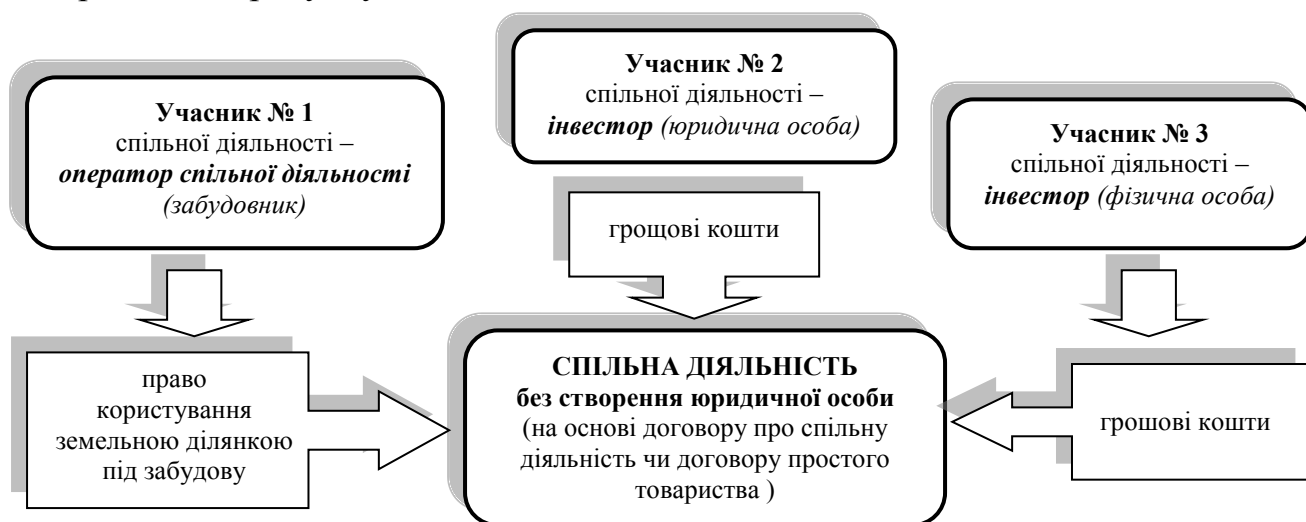 Учасник № 1
спільної діяльності –
оператор спільної діяльності
(забудовник)
Учасник № 2
спільної діяльності –
інвестор (юридична особа)
Учасник № 3
спільної діяльності –
інвестор (фізична особа)
грощові кошти
право
користування
земельною ділянкою
під забудову
СПІЛЬНА ДІЯЛЬНІСТЬ
без створення юридичної особи
(на основі договору про спільну
діяльність чи договору простого
товариства )
грошові кошти